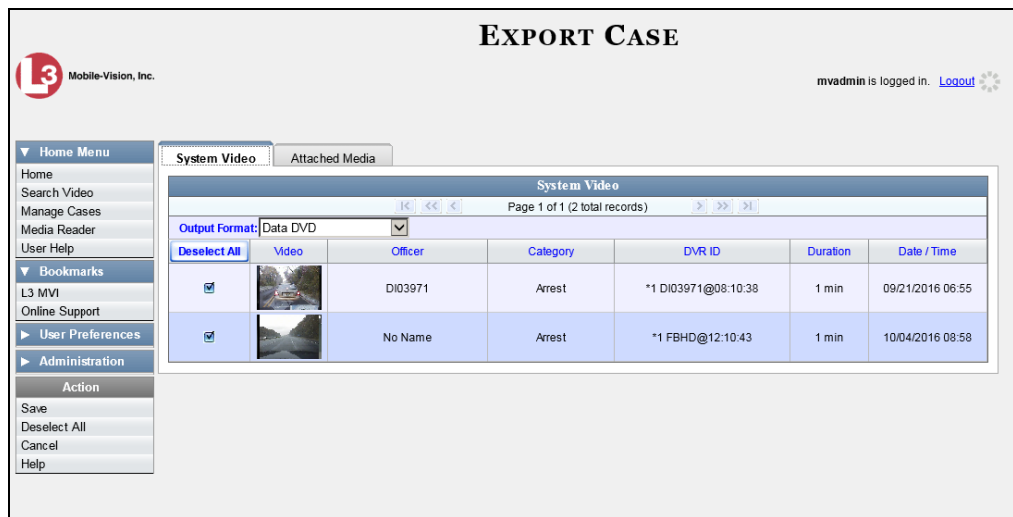 EXPORT CASE
L3 Mobile-Vision, Inc.
mvadmin is logged in. Logout
▼ Home Menu
Home
Search Video
Manage Cases
Media Reader
User Help
▼ Bookmarks
L3 MVI
Online Support
▶ User Preferences
▶ Administration
Action
Save
Deselect All
Cancel
Help
System Video Attached Media
System Video
|< << < Page 1 of 1 (2 total records) > >> >|
Output Format: Data DVD
Deselect All Video Officer Category DVR ID Duration Date / Time
DI03971 Arrest *1 DI03971@08:10:38 1 min 09/21/2016 06:55
No Name Arrest *1 FBHD@12:10:43 1 min 10/04/2016 08:58